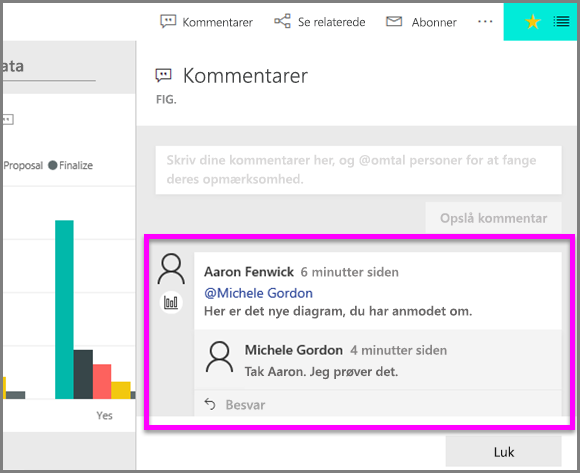 Kommentarer Se relaterede Abonner ...
ata
Kommentarer
FIG.
Proposal Finalize
Skriv dine kommentarer her, og @omtal personer for at fange
deres opmærksomhed.
Opslå kommentar
Aaron Fenwick 6 minutter siden
@Michele Gordon
Her er det nye diagram, du har anmodet om.
Michele Gordon 4 minutter siden
Tak Aaron. Jeg prøver det.
Besvar
Yes
Luk